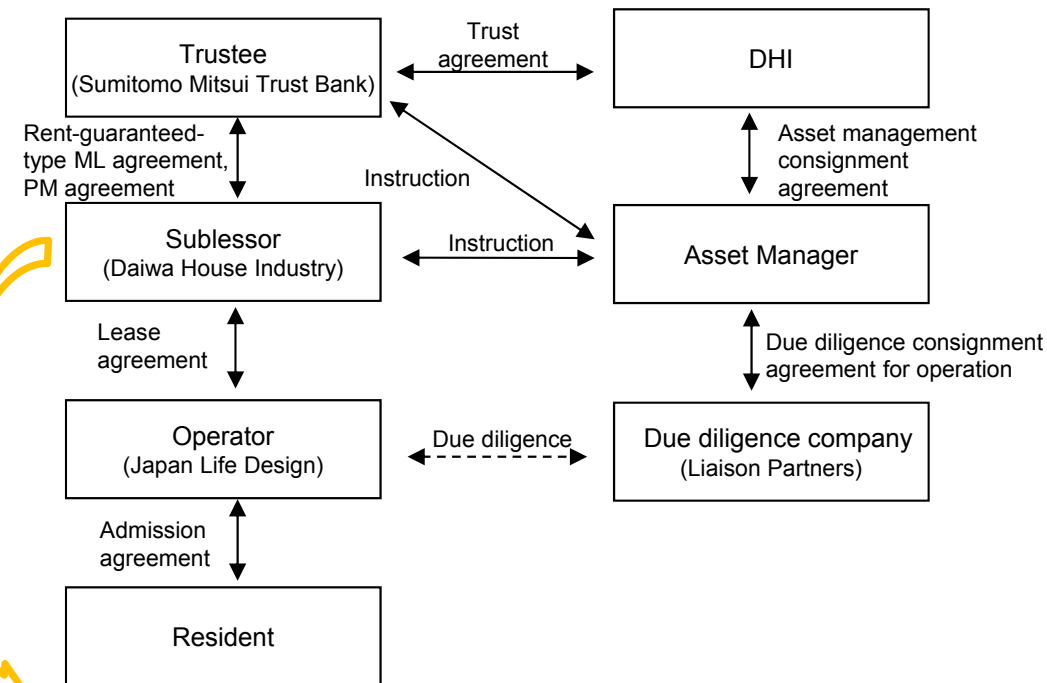 Trustee
(Sumitomo Mitsui Trust Bank)
Trust
agreement
DHI
Rent-guaranteed-
type ML agreement,
PM agreement
Instruction
Asset management
consignment
agreement
Sublessor
(Daiwa House Industry)
Instruction
Asset Manager
Lease
agreement
Due diligence consignment
agreement for operation
Operator
(Japan Life Design)
Due diligence
Due diligence company
(Liaison Partners)
Admission
agreement
Resident